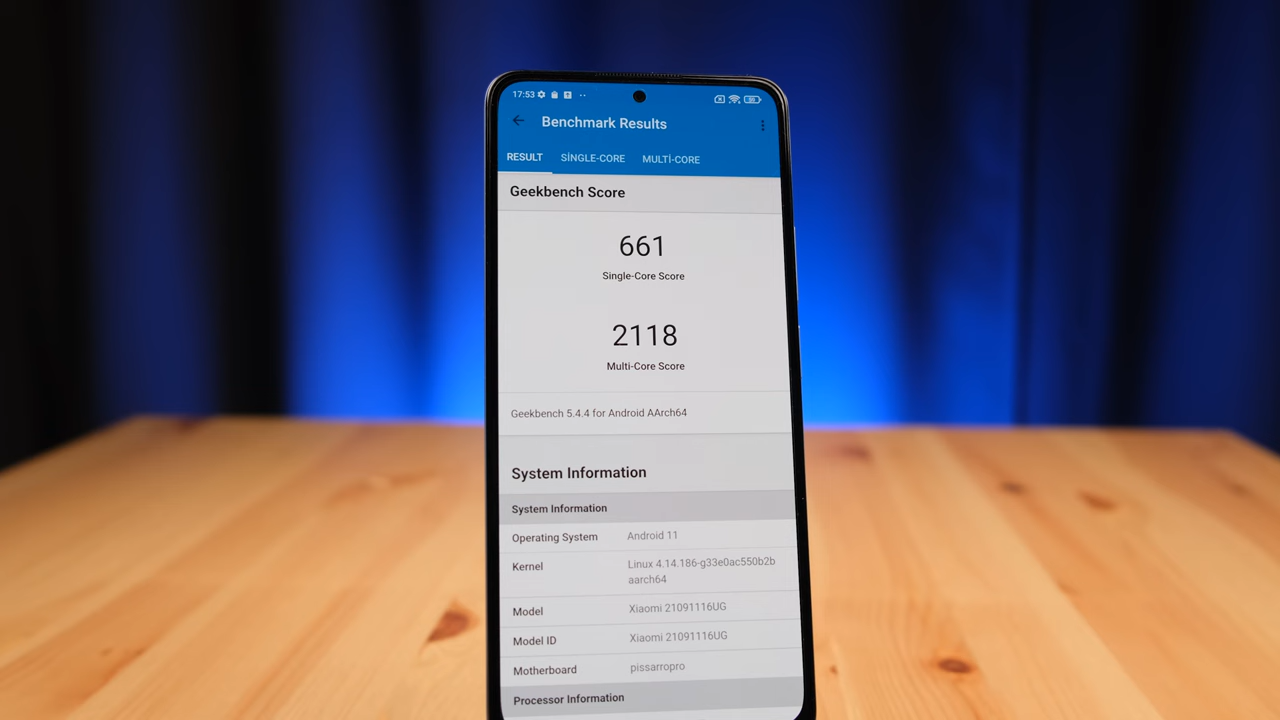 17:53
Benchmark Results
RESULT SİNGLE-CORE MULTİ-CORE
Geekbench Score
661
Single-Core Score
2118
Multi-Core Score
Geekbench 5.4.4 for Android AArch64
System Information
System Information
Operating System Android 11
Kernel Linux 4.14.186-g33e0ac550b2b
aarch64
Model Xiaomi 21091116UG
Model ID Xiaomi 21091116UG
Motherboard pissarropro
Processor Information